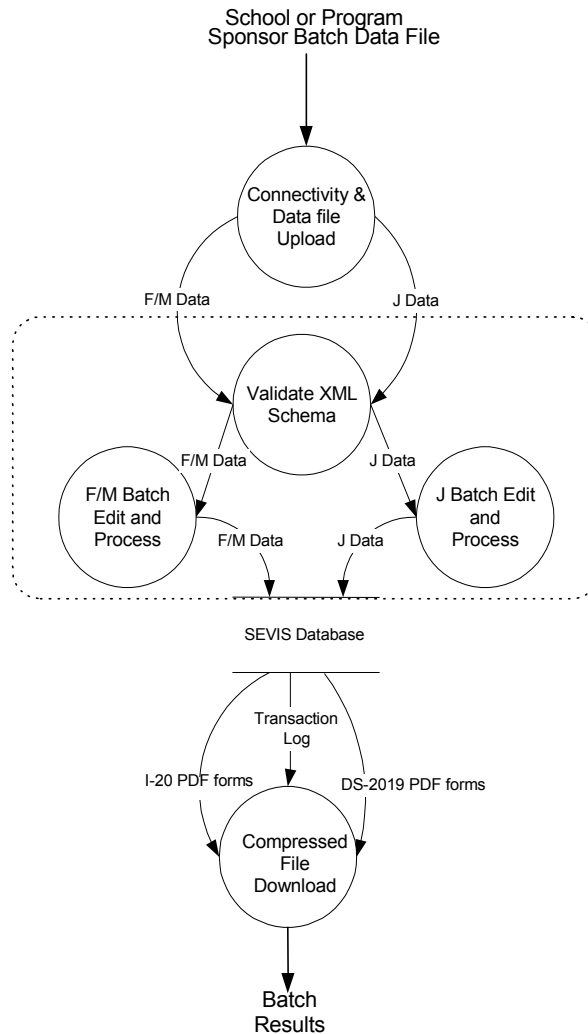 School or Program
Sponsor Batch Data File
Connectivity &
Data file
Upload
F/M Data
J Data
Validate XML
Schema
F/M Data
J Data
F/M Batch
Edit and
Process
J Batch Edit
and
Process
F/M Data
J Data
SEVIS Database
Transaction
Log
I-20 PDF forms
DS-2019 PDF forms
Compressed
File
Download
Batch
Results